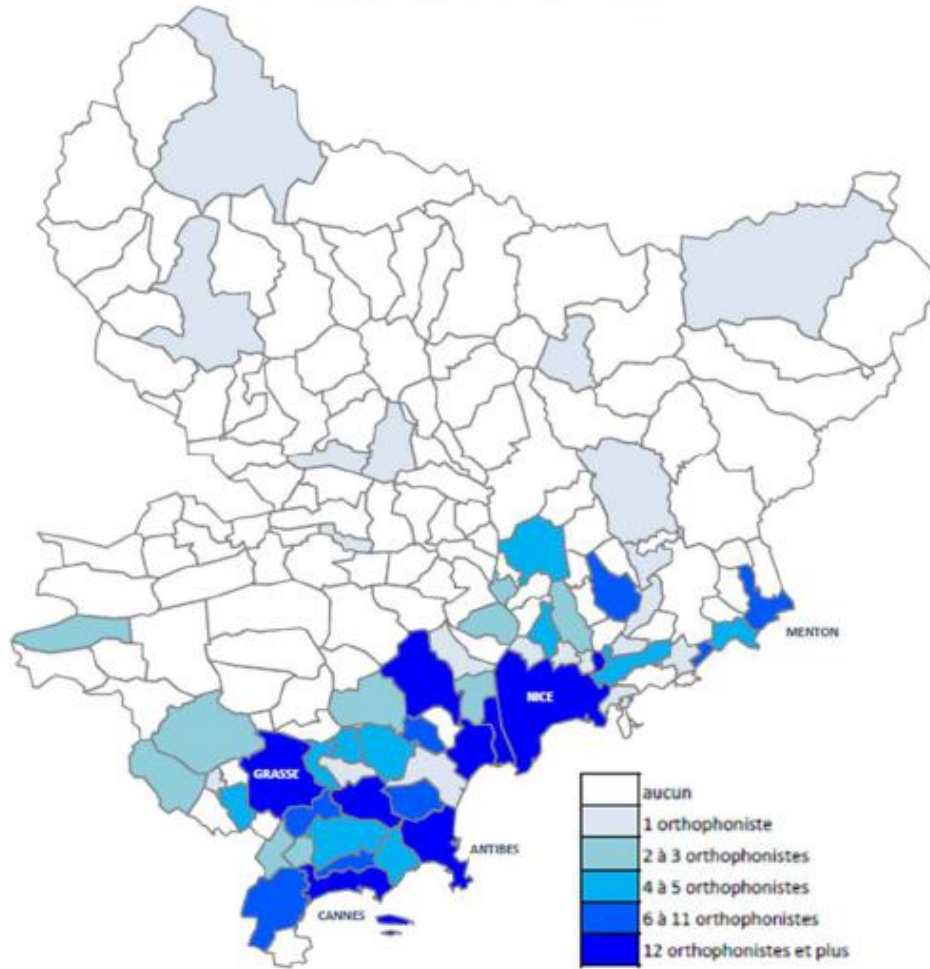 MENTON
NICE
GRASSE
ANTIBES
CANNES
aucun
1 orthophoniste
2 à 3 orthophonistes
4 à 5 orthophonistes
6 à 11 orthophonistes
12 orthophonistes et plus